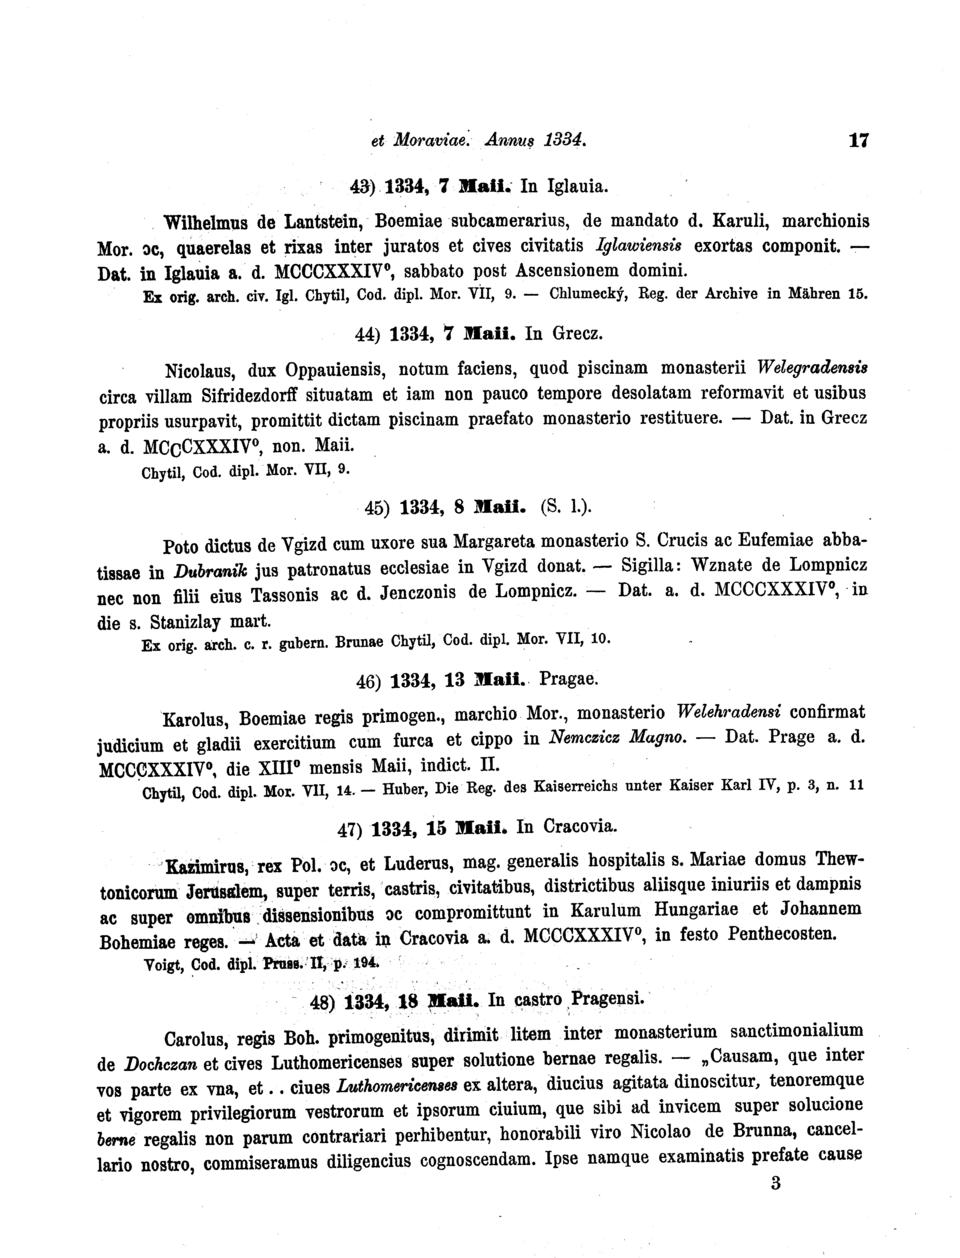 et Moraviae. Annus 1334. 17
43) 1334, 7 Maii. In Iglauia.
Wilhelmus de Lantstein, Boemiae subcamerarius, de mandato d. Karuli, marchionis
Mor. ɔc, quaerelas et rixas inter juratos et cives civitatis Iglawiensis exortas componit. —
Dat. in Iglauia a. d. MCCCXXXIV⁰, sabbato post Ascensionem domini.
Ex orig. arch. civ. Igl. Chytil, Cod. dipl. Mor. VII, 9. — Chlumecký, Reg. der Archive in Mähren 15.
44) 1334, 7 Maii. In Grecz.
Nicolaus, dux Oppauiensis, notum faciens, quod piscinam monasterii Welegradensis
circa villam Sifridezdorff situatam et iam non pauco tempore desolatam reformavit et usibus
propriis usurpavit, promittit dictam piscinam praefato monasterio restituere. — Dat. in Grecz
a. d. MCCCXXXIV⁰, non. Maii.
Chytil, Cod. dipl. Mor. VII, 9.
45) 1334, 8 Maii. (S. l.).
Poto dictus de Vgizd cum uxore sua Margareta monasterio S. Crucis ac Eufemiae abba-
tissae in Dubranik jus patronatus ecclesiae in Vgizd donat. — Sigilla: Wznate de Lompnicz
nec non filii eius Tassonis ac d. Jenczonis de Lompnicz. — Dat. a. d. MCCCXXXIV⁰, in
die s. Stanizlay mart.
Ex orig. arch. c. r. gubern. Brunae Chytil, Cod. dipl. Mor. VII, 10.
46) 1334, 13 Maii. Pragae.
Karolus, Boemiae regis primogen., marchio Mor., monasterio Welehradensi confirmat
judicium et gladii exercitium cum furca et cippo in Nemczicz Magno. — Dat. Prage a. d.
MCCCXXXIV⁰, die XIII⁰ mensis Maii, indict. II.
Chytil, Cod. dipl. Mor. VII, 14. — Huber, Die Reg. des Kaiserreichs unter Kaiser Karl IV, p. 3, n. 11
47) 1334, 15 Maii. In Cracovia.
Kazimirus, rex Pol. ɔc, et Luderus, mag. generalis hospitalis s. Mariae domus Thew-
tonicorum Jerusalem, super terris, castris, civitatibus, districtibus aliisque iniuriis et dampnis
ac super omnibus dissensionibus ɔc compromittunt in Karulum Hungariae et Johannem
Bohemiae reges. — Acta et data in Cracovia a. d. MCCCXXXIV⁰, in festo Penthecosten.
Voigt, Cod. dipl. Pruss. II, p. 194.
48) 1334, 18 Maii. In castro Pragensi.
Carolus, regis Boh. primogenitus, dirimit litem inter monasterium sanctimonialium
de Dochczan et cives Luthomericenses super solutione bernae regalis. — „Causam, que inter
vos parte ex vna, et . . ciues Luthomericenses ex altera, diucius agitata dinoscitur, tenoremque
et vigorem privilegiorum vestrorum et ipsorum ciuium, que sibi ad invicem super solucione
berne regalis non parum contrariari perhibentur, honorabili viro Nicolao de Brunna, cancel-
lario nostro, commiseramus diligencius cognoscendam. Ipse namque examinatis prefate cause
3